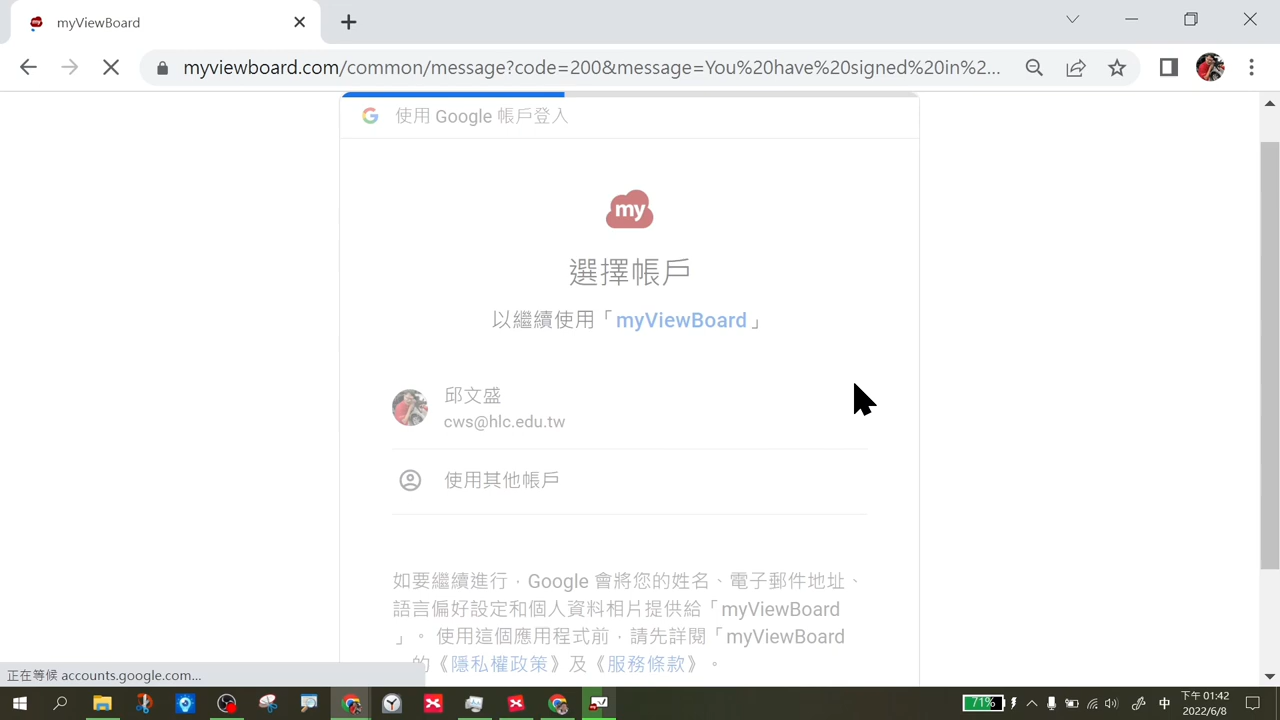 myViewBoard
myviewboard.com/common/message?code=200&message=You%20have%20signed%20in%2...
使用 Google 帳戶登入
my
選擇帳戶
以繼續使用「myViewBoard」
邱文盛
cws@hlc.edu.tw
使用其他帳戶
如要繼續進行，Google 會將您的姓名、電子郵件地址、
語言偏好設定和個人資料相片提供給「myViewBoard
」。 使用這個應用程式前，請先詳閱「myViewBoard
的《隱私權政策》及《服務條款》。
正在等候 accounts.google.com...
71%
中
下午 01:42
2022/6/8